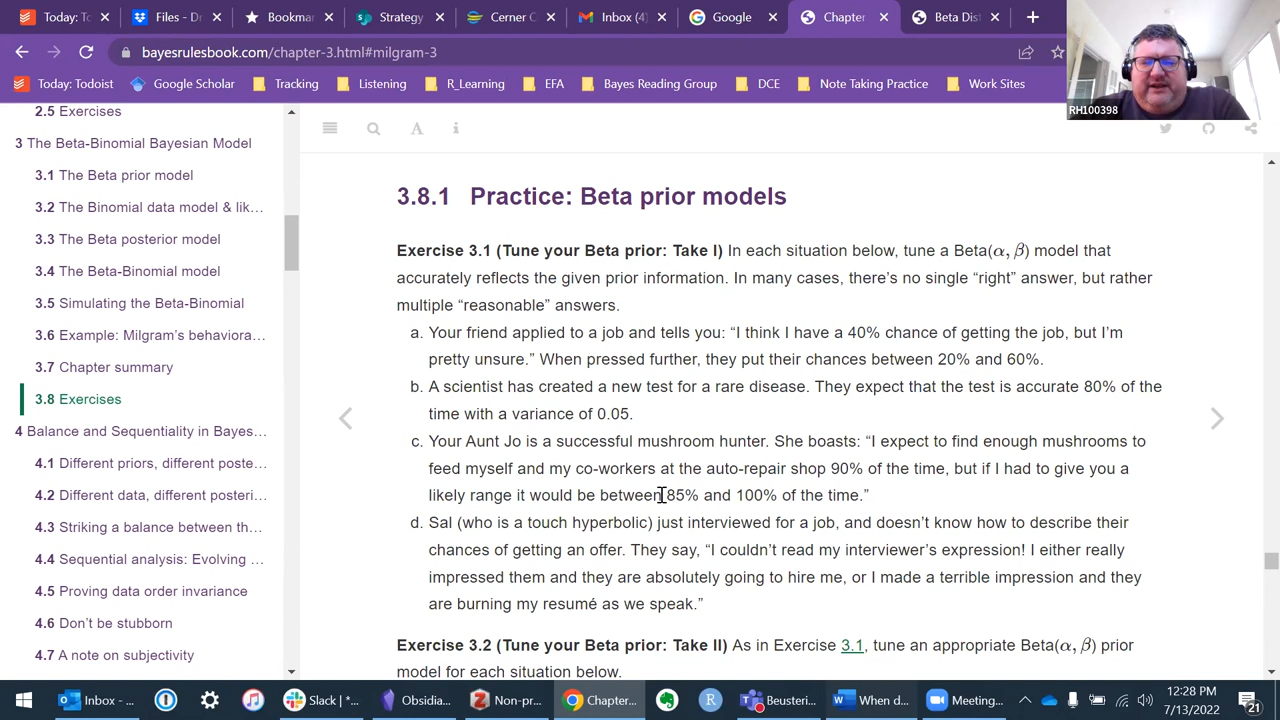 Today: Tod
Files - Dr
Bookmar
Strategy
Cerner C
Inbox (4)
Google
Chapter
Beta Dis
bayesrulesbook.com/chapter-3.html#milgram-3
Today: Todoist
Google Scholar
Tracking
Listening
R_Learning
EFA
Bayes Reading Group
DCE
Note Taking Practice
Work Sites
RH100398
2.5 Exercises
3 The Beta-Binomial Bayesian Model
3.1 The Beta prior model
3.2 The Binomial data model & lik...
3.3 The Beta posterior model
3.4 The Beta-Binomial model
3.5 Simulating the Beta-Binomial
3.6 Example: Milgram's behaviora...
3.7 Chapter summary
3.8 Exercises
4 Balance and Sequentiality in Bayes...
4.1 Different priors, different poste...
4.2 Different data, different posteri...
4.3 Striking a balance between th...
4.4 Sequential analysis: Evolving ...
4.5 Proving data order invariance
4.6 Don't be stubborn
4.7 A note on subjectivity
3.8.1 Practice: Beta prior models
Exercise 3.1 (Tune your Beta prior: Take I) In each situation below, tune a Beta(α, β) model that
accurately reflects the given prior information. In many cases, there's no single “right” answer, but rather
multiple “reasonable” answers.
a. Your friend applied to a job and tells you: “I think I have a 40% chance of getting the job, but I'm
pretty unsure.” When pressed further, they put their chances between 20% and 60%.
b. A scientist has created a new test for a rare disease. They expect that the test is accurate 80% of the
time with a variance of 0.05.
c. Your Aunt Jo is a successful mushroom hunter. She boasts: “I expect to find enough mushrooms to
feed myself and my co-workers at the auto-repair shop 90% of the time, but if I had to give you a
likely range it would be between 85% and 100% of the time.”
d. Sal (who is a touch hyperbolic) just interviewed for a job, and doesn't know how to describe their
chances of getting an offer. They say, “I couldn't read my interviewer's expression! I either really
impressed them and they are absolutely going to hire me, or I made a terrible impression and they
are burning my resumé as we speak.”
Exercise 3.2 (Tune your Beta prior: Take II) As in Exercise 3.1, tune an appropriate Beta(α, β) prior
model for each situation below.
Inbox - 
Slack | *...
Obsidia...
Non-pr...
Chapter...
Beusteri...
When d...
Meeting...
12:28 PM
7/13/2022
21